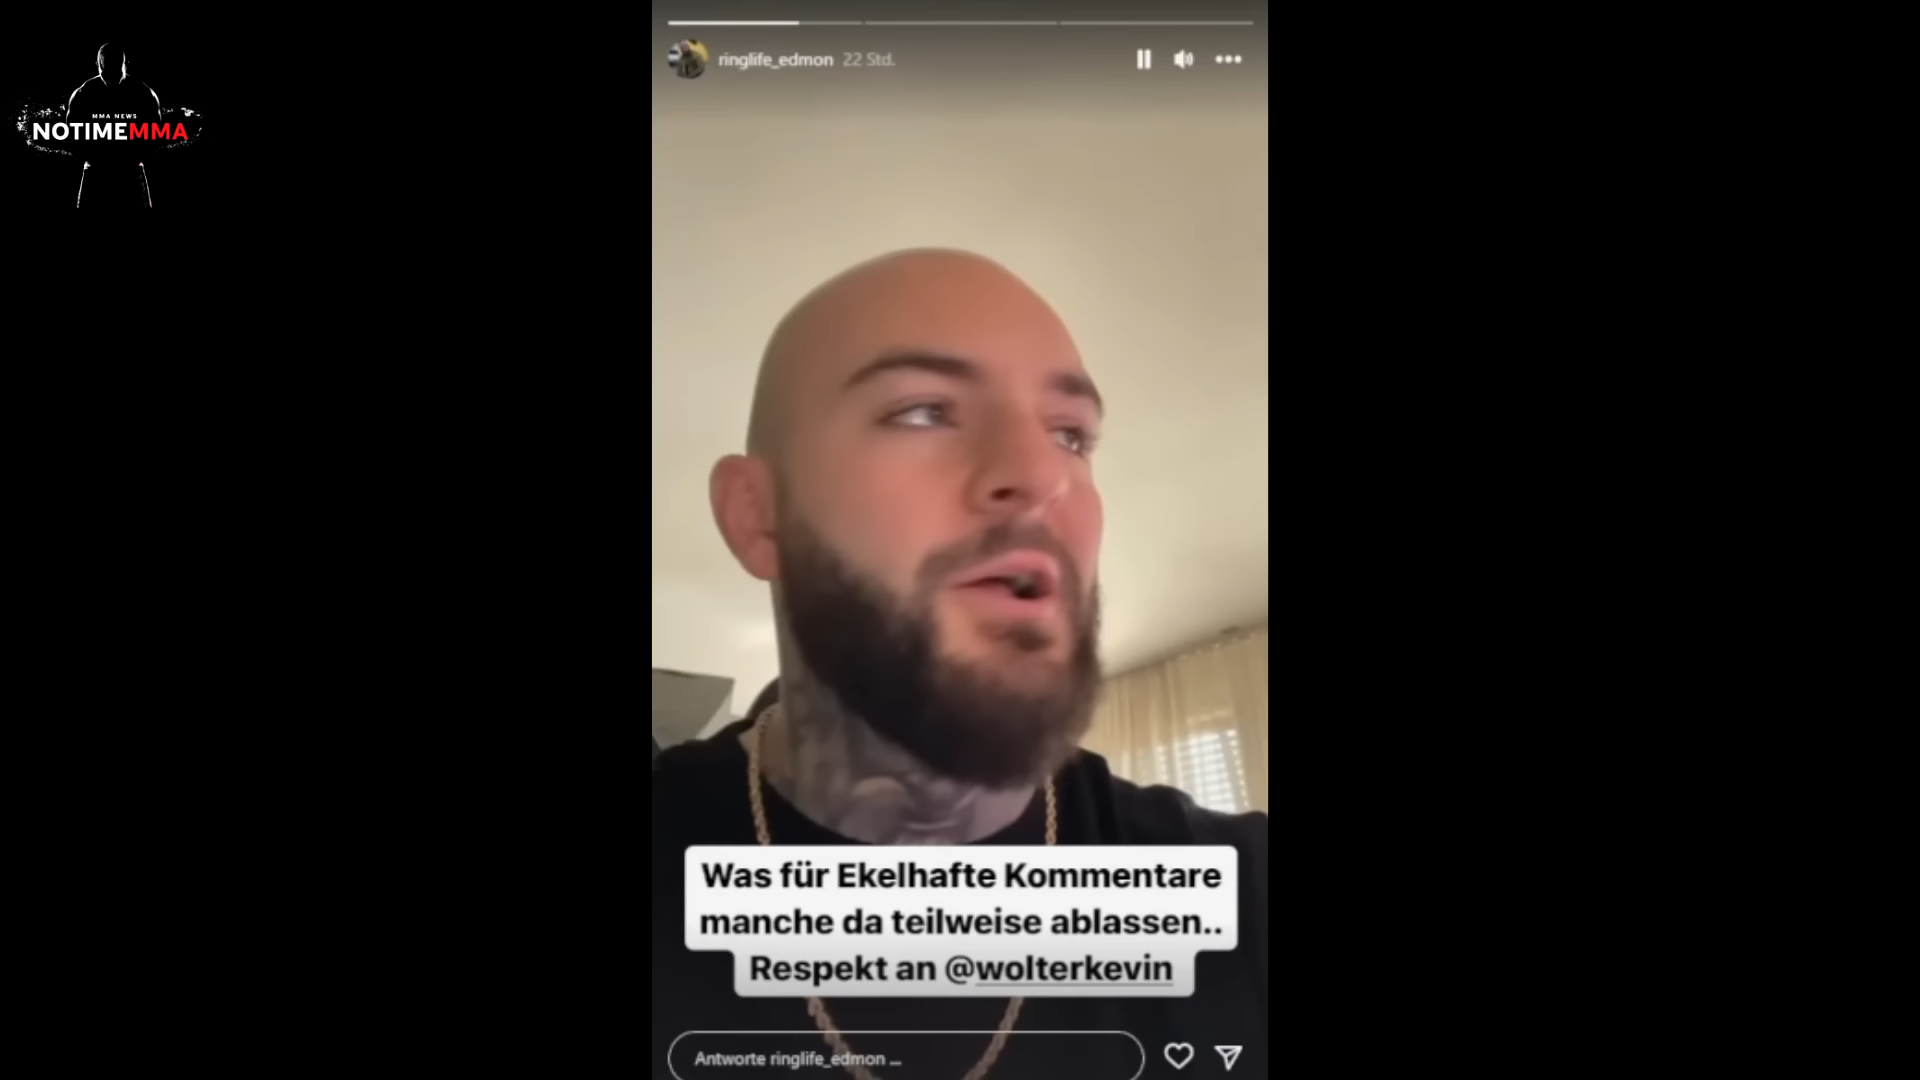 MMA NEWS
NOTIMEMMA
ringlife_edmon 22 Std.
Was für Ekelhafte Kommentare
manche da teilweise ablassen..
Respekt an @wolterkevin
Antworte ringlife_edmon ...